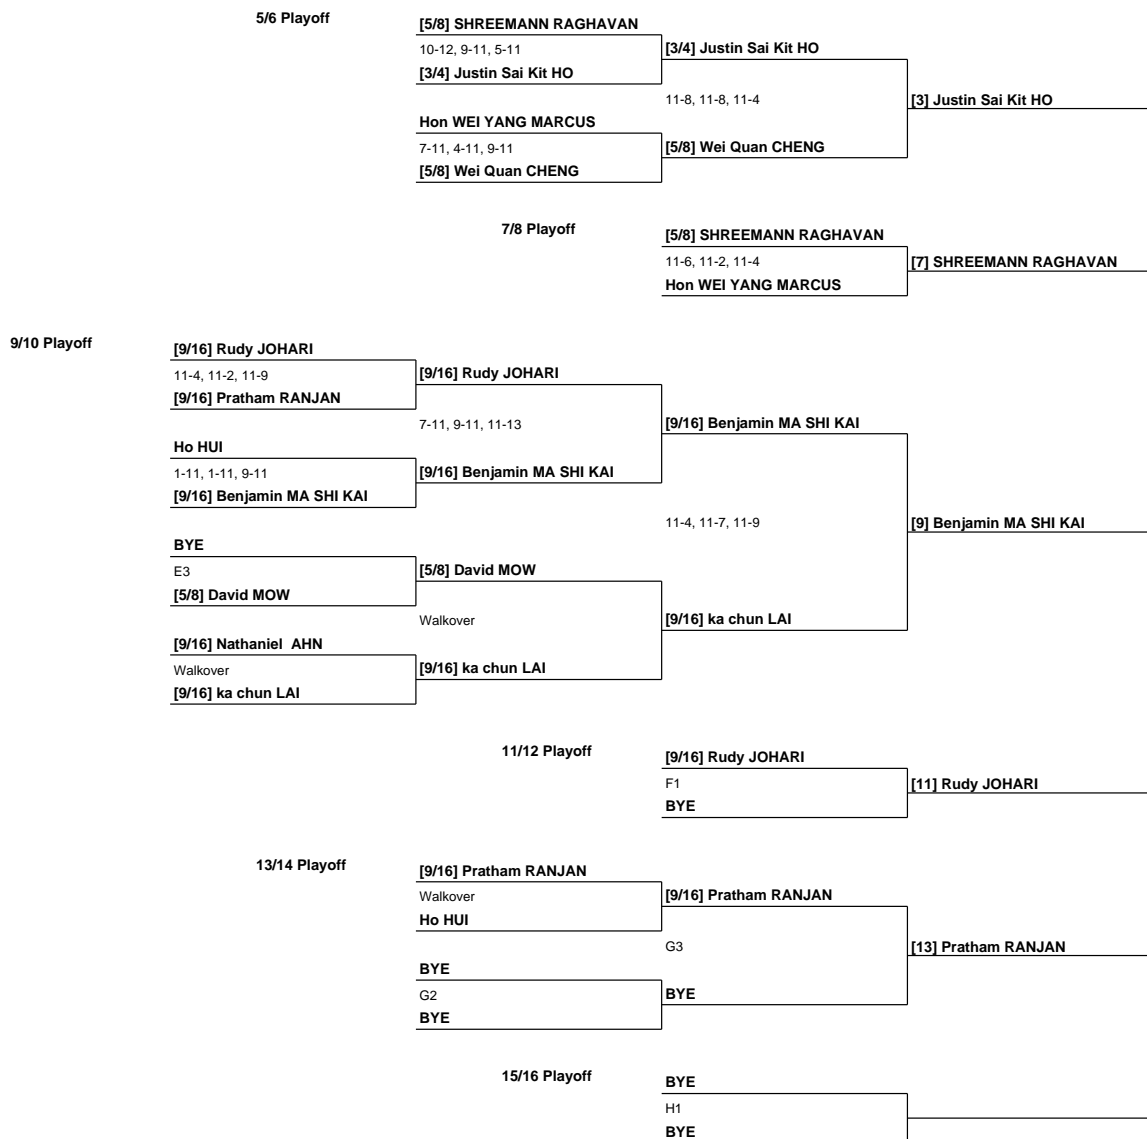 5/6 Playoff
[5/8] SHREEMANN RAGHAVAN
10-12, 9-11, 5-11
[3/4] Justin Sai Kit HO
[3/4] Justin Sai Kit HO
11-8, 11-8, 11-4
[3] Justin Sai Kit HO
Hon WEI YANG MARCUS
7-11, 4-11, 9-11
[5/8] Wei Quan CHENG
[5/8] Wei Quan CHENG
7/8 Playoff
[5/8] SHREEMANN RAGHAVAN
11-6, 11-2, 11-4
[7] SHREEMANN RAGHAVAN
Hon WEI YANG MARCUS
9/10 Playoff
[9/16] Rudy JOHARI
11-4, 11-2, 11-9
[9/16] Rudy JOHARI
[9/16] Pratham RANJAN
7-11, 9-11, 11-13
[9/16] Benjamin MA SHI KAI
Ho HUI
1-11, 1-11, 9-11
[9/16] Benjamin MA SHI KAI
[9/16] Benjamin MA SHI KAI
11-4, 11-7, 11-9
[9] Benjamin MA SHI KAI
BYE
E3
[5/8] David MOW
[5/8] David MOW
Walkover
[9/16] ka chun LAI
[9/16] Nathaniel AHN
Walkover
[9/16] ka chun LAI
[9/16] ka chun LAI
11/12 Playoff
[9/16] Rudy JOHARI
F1
[11] Rudy JOHARI
BYE
13/14 Playoff
[9/16] Pratham RANJAN
Walkover
[9/16] Pratham RANJAN
Ho HUI
G3
[13] Pratham RANJAN
BYE
G2
BYE
BYE
15/16 Playoff
BYE
H1
BYE